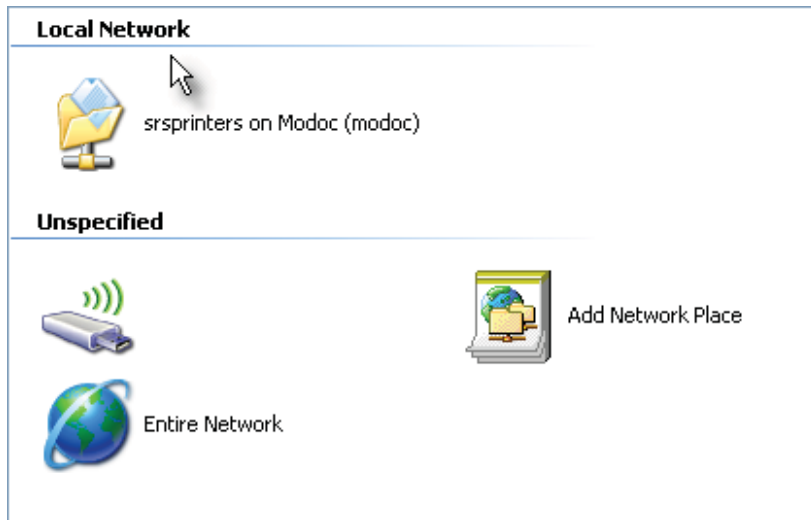 Local Network
srsprinters on Modoc (modoc)
Unspecified
Add Network Place
Entire Network